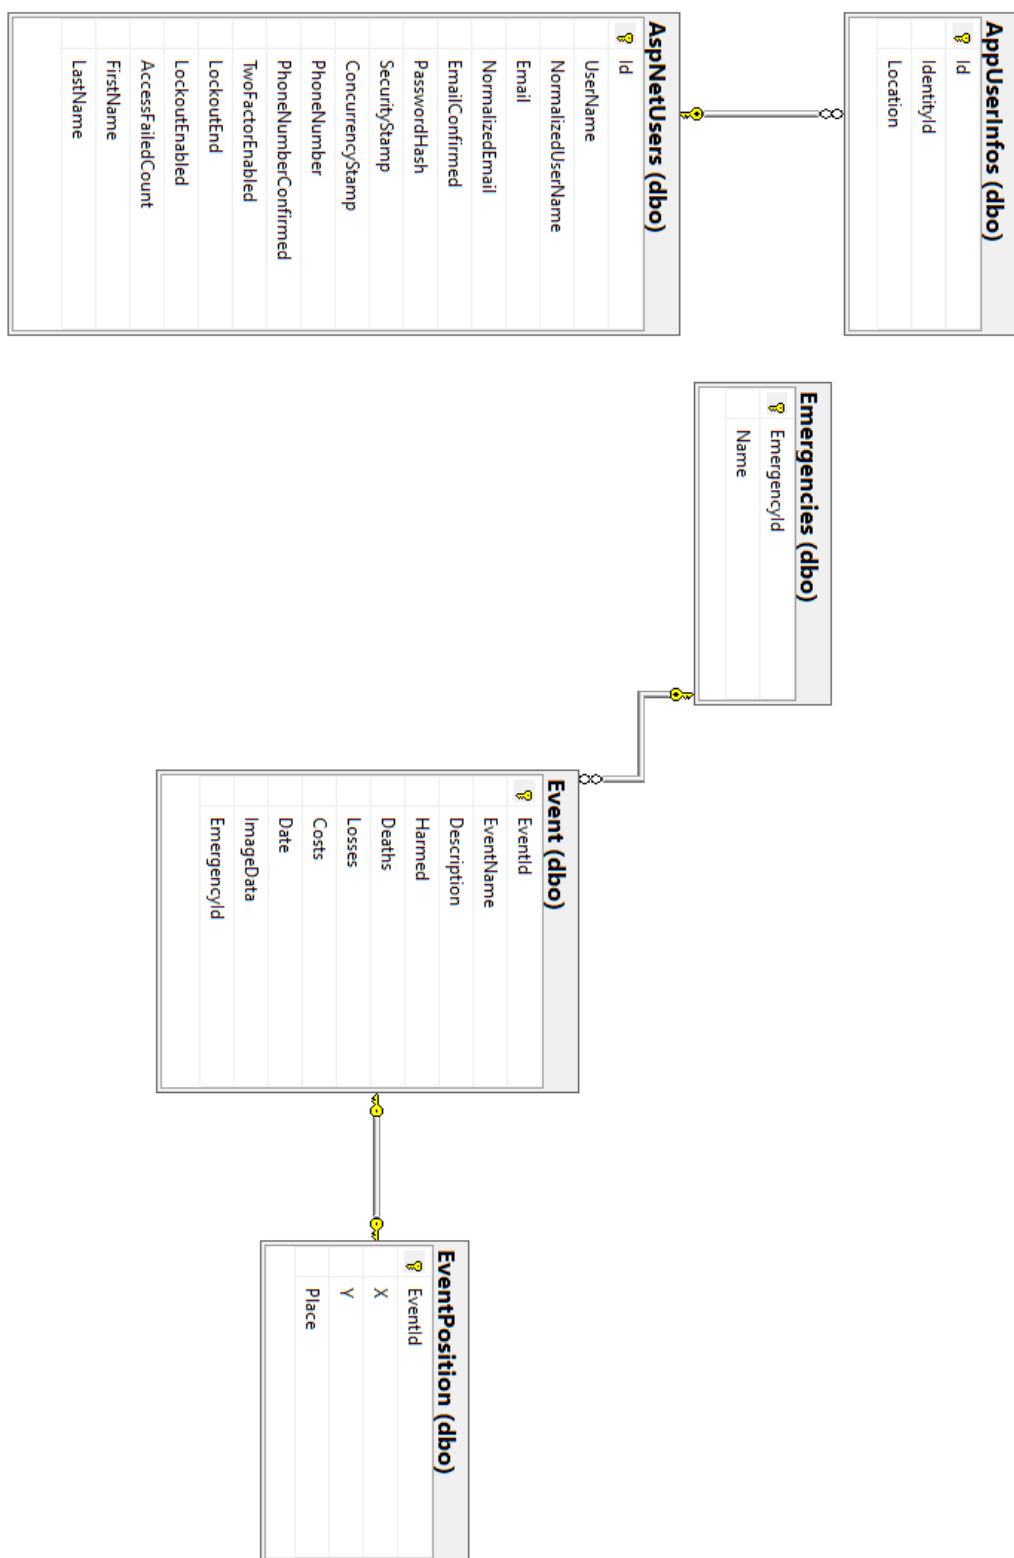 AppUserInfos (dbo)
Id
IdentityId
Location
AspNetUsers (dbo)
Id
UserName
NormalizedUserName
Email
NormalizedEmail
EmailConfirmed
PasswordHash
SecurityStamp
ConcurrencyStamp
PhoneNumber
PhoneNumberConfirmed
TwoFactorEnabled
LockoutEnd
LockoutEnabled
AccessFailedCount
FirstName
LastName
Emergencies (dbo)
EmergencyId
Name
Event (dbo)
EventId
EventName
Description
Harmed
Deaths
Losses
Costs
Date
ImageData
EmergencyId
EventPosition (dbo)
EventId
X
Y
Place